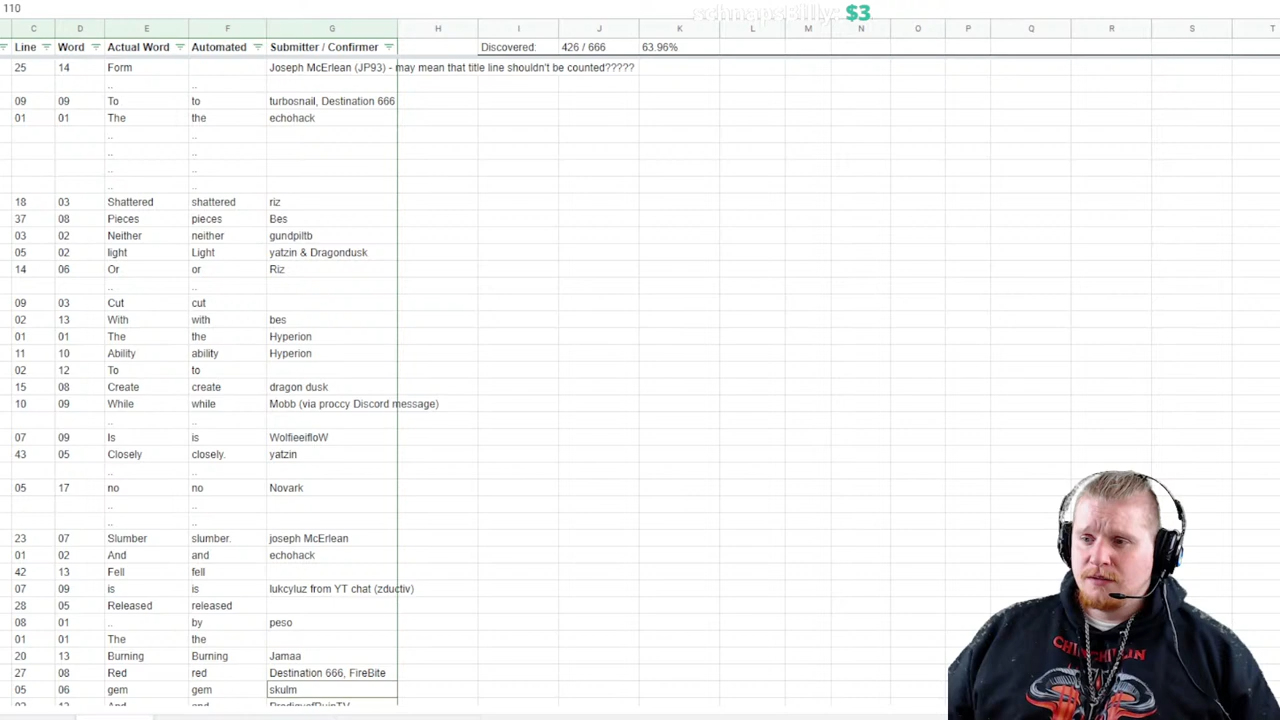 110
schnapsBillly: $3
C D E F G H I J K L M N O P Q R S T
Line Word Actual Word Automated Submitter / Confirmer Discovered: 426 / 666 63.96%
25 14 Form Joseph McErlean (JP93) - may mean that title line shouldn't be counted?????
.. ..
09 09 To to turbosnail, Destination 666
01 01 The the echohack
.. ..
.. ..
.. ..
.. ..
18 03 Shattered shattered riz
37 08 Pieces pieces Bes
03 02 Neither neither gundpiltb
05 02 light Light yatzin & Dragondusk
14 06 Or or Riz
.. ..
09 03 Cut cut
02 13 With with bes
01 01 The the Hyperion
11 10 Ability ability Hyperion
02 12 To to
15 08 Create create dragon dusk
10 09 While while Mobb (via proccy Discord message)
.. ..
07 09 Is is WolfieeifloW
43 05 Closely closely. yatzin
.. ..
05 17 no no Novark
.. ..
.. ..
23 07 Slumber slumber. joseph McErlean
01 02 And and echohack
42 13 Fell fell
07 09 is is lukcyluz from YT chat (zductiv)
28 05 Released released
08 01 .. by peso
01 01 The the
20 13 Burning Burning Jamaa
27 08 Red red Destination 666, FireBite
05 06 gem gem skulm
02 12 And and ProdigyofRuinTV